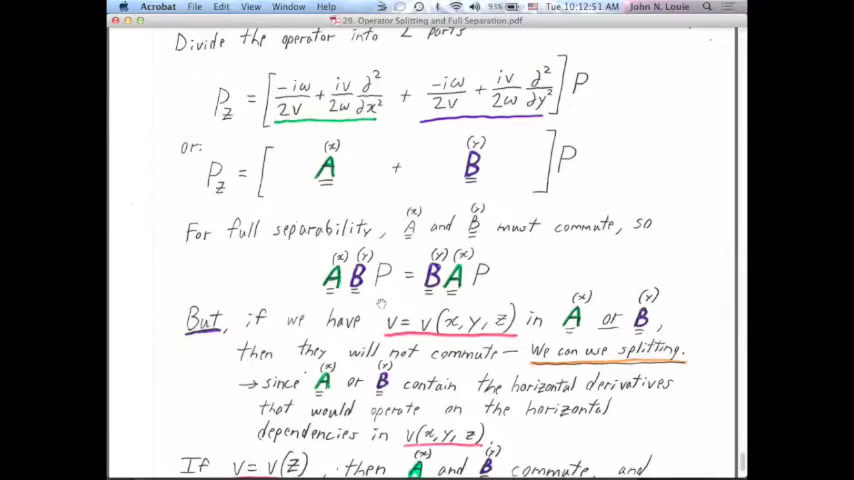 Acrobat File Edit View Window Help 93% Tue 10:12:51 AM John N. Louie
29. Operator Splitting and Full Separation.pdf
Divide the operator into 2 parts
P_z = [ -iω/2v + iv/2ω ∂²/∂x² + -iω/2v + iv/2ω ∂²/∂y² ] P
or:
P_z = [ A^(x) + B^(y) ] P
For full separability, A^(x) and B^(y) must commute, so
A^(x) B^(y) P = B^(y) A^(x) P
But, if we have v = v(x, y, z) in A^(x) or B^(y),
then they will not commute — We can use splitting.
→ since A^(x) or B^(y) contain the horizontal derivatives
that would operate on the horizontal
dependencies in v(x, y, z).
If v = v(z), then A^(x) and B^(y) commute, and